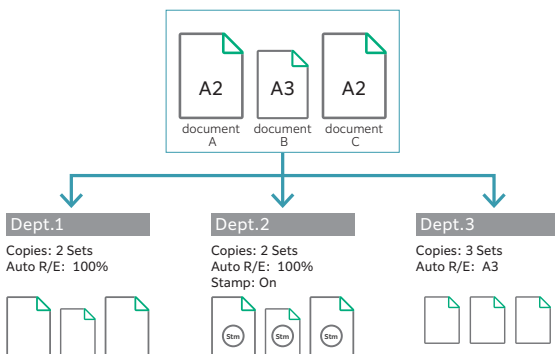 A2
A3
A2
document
A
document
B
document
C
Dept.1
Copies: 2 Sets
Auto R/E: 100%
Dept.2
Copies: 2 Sets
Auto R/E: 100%
Stamp: On
Stm
Stm
Stm
Dept.3
Copies: 3 Sets
Auto R/E: A3